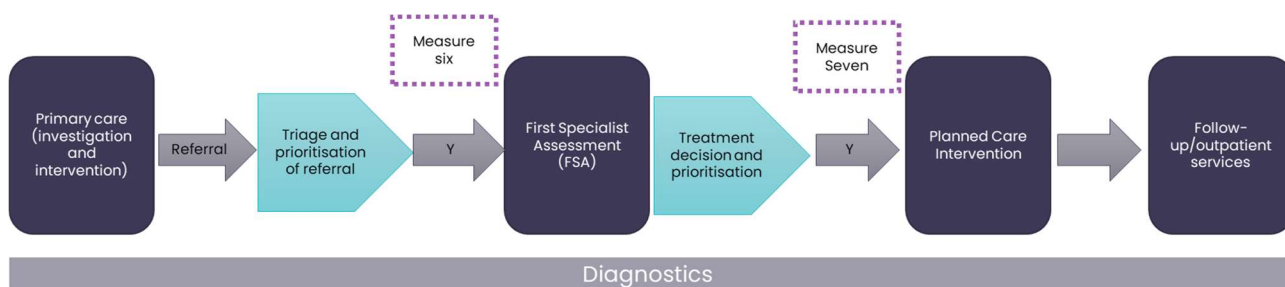 Measure
six
Measure
Seven
Primary care
(investigation
and
intervention)
Referral
Triage and
prioritisation
of referral
Y
First Specialist
Assessment
(FSA)
Treatment
decision and
prioritisation
Y
Planned Care
Intervention
Follow-
up/outpatient
services
Diagnostics